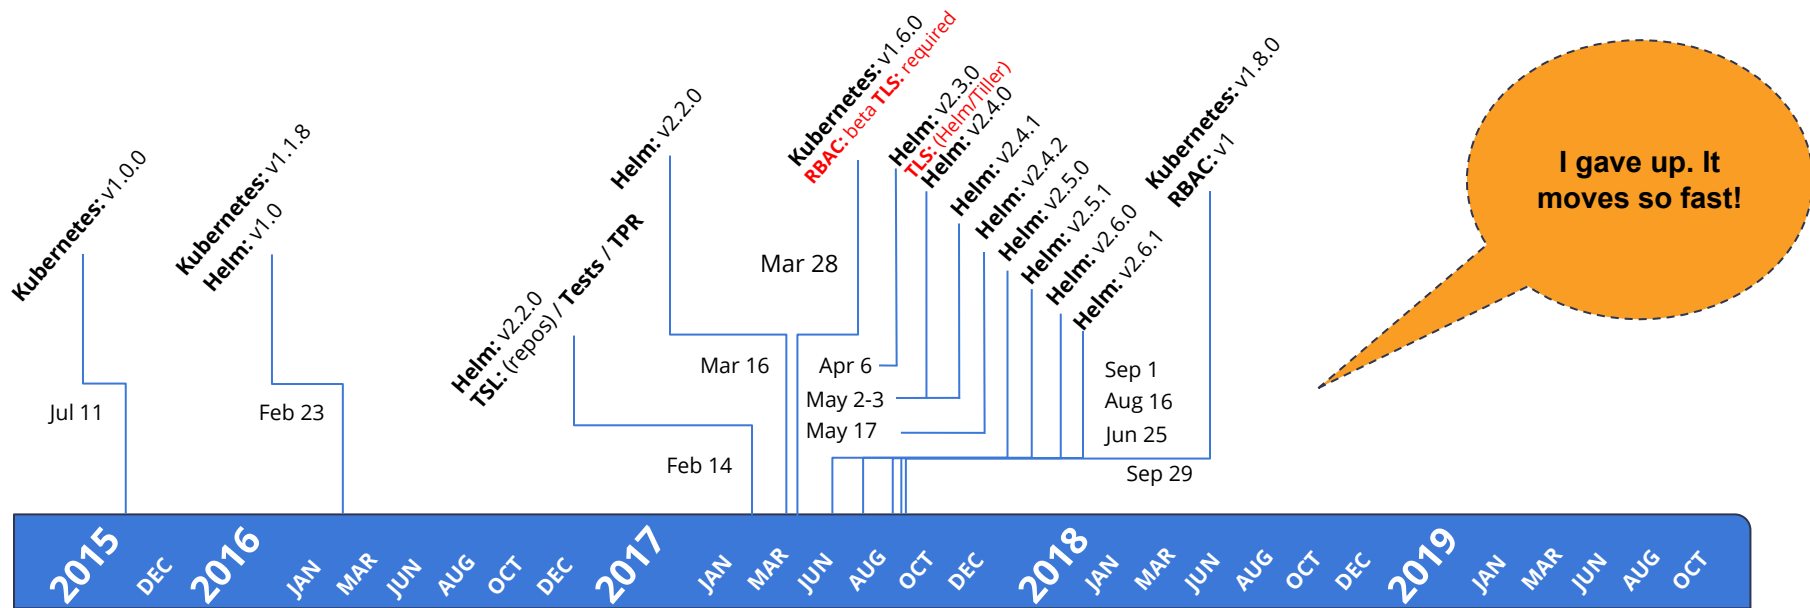 Kubernetes: v1.0.0
Kubernetes: v1.1.8
Helm: v1.0
Helm: v2.2.0
TSL: (repos) / Tests / TPR
Helm: v2.2.0
Kubernetes: v1.6.0
RBAC: beta TLS: required
Helm: v2.3.0
TLS: (Helm/Tiller)
Helm: v2.4.0
Helm: v2.4.1
Helm: v2.4.2
Helm: v2.5.0
Helm: v2.5.1
Helm: v2.6.0
Helm: v2.6.1
Kubernetes: v1.8.0
RBAC: v1
I gave up. It
moves so fast!
Jul 11
Feb 23
Feb 14
Mar 16
Mar 28
Apr 6
May 2-3
May 17
Sep 1
Aug 16
Jun 25
Sep 29
2015
DEC
2016
JAN
MAR
JUN
AUG
OCT
DEC
2017
JAN
MAR
JUN
AUG
OCT
DEC
2018
JAN
MAR
JUN
AUG
OCT
DEC
2019
JAN
MAR
JUN
AUG
OCT